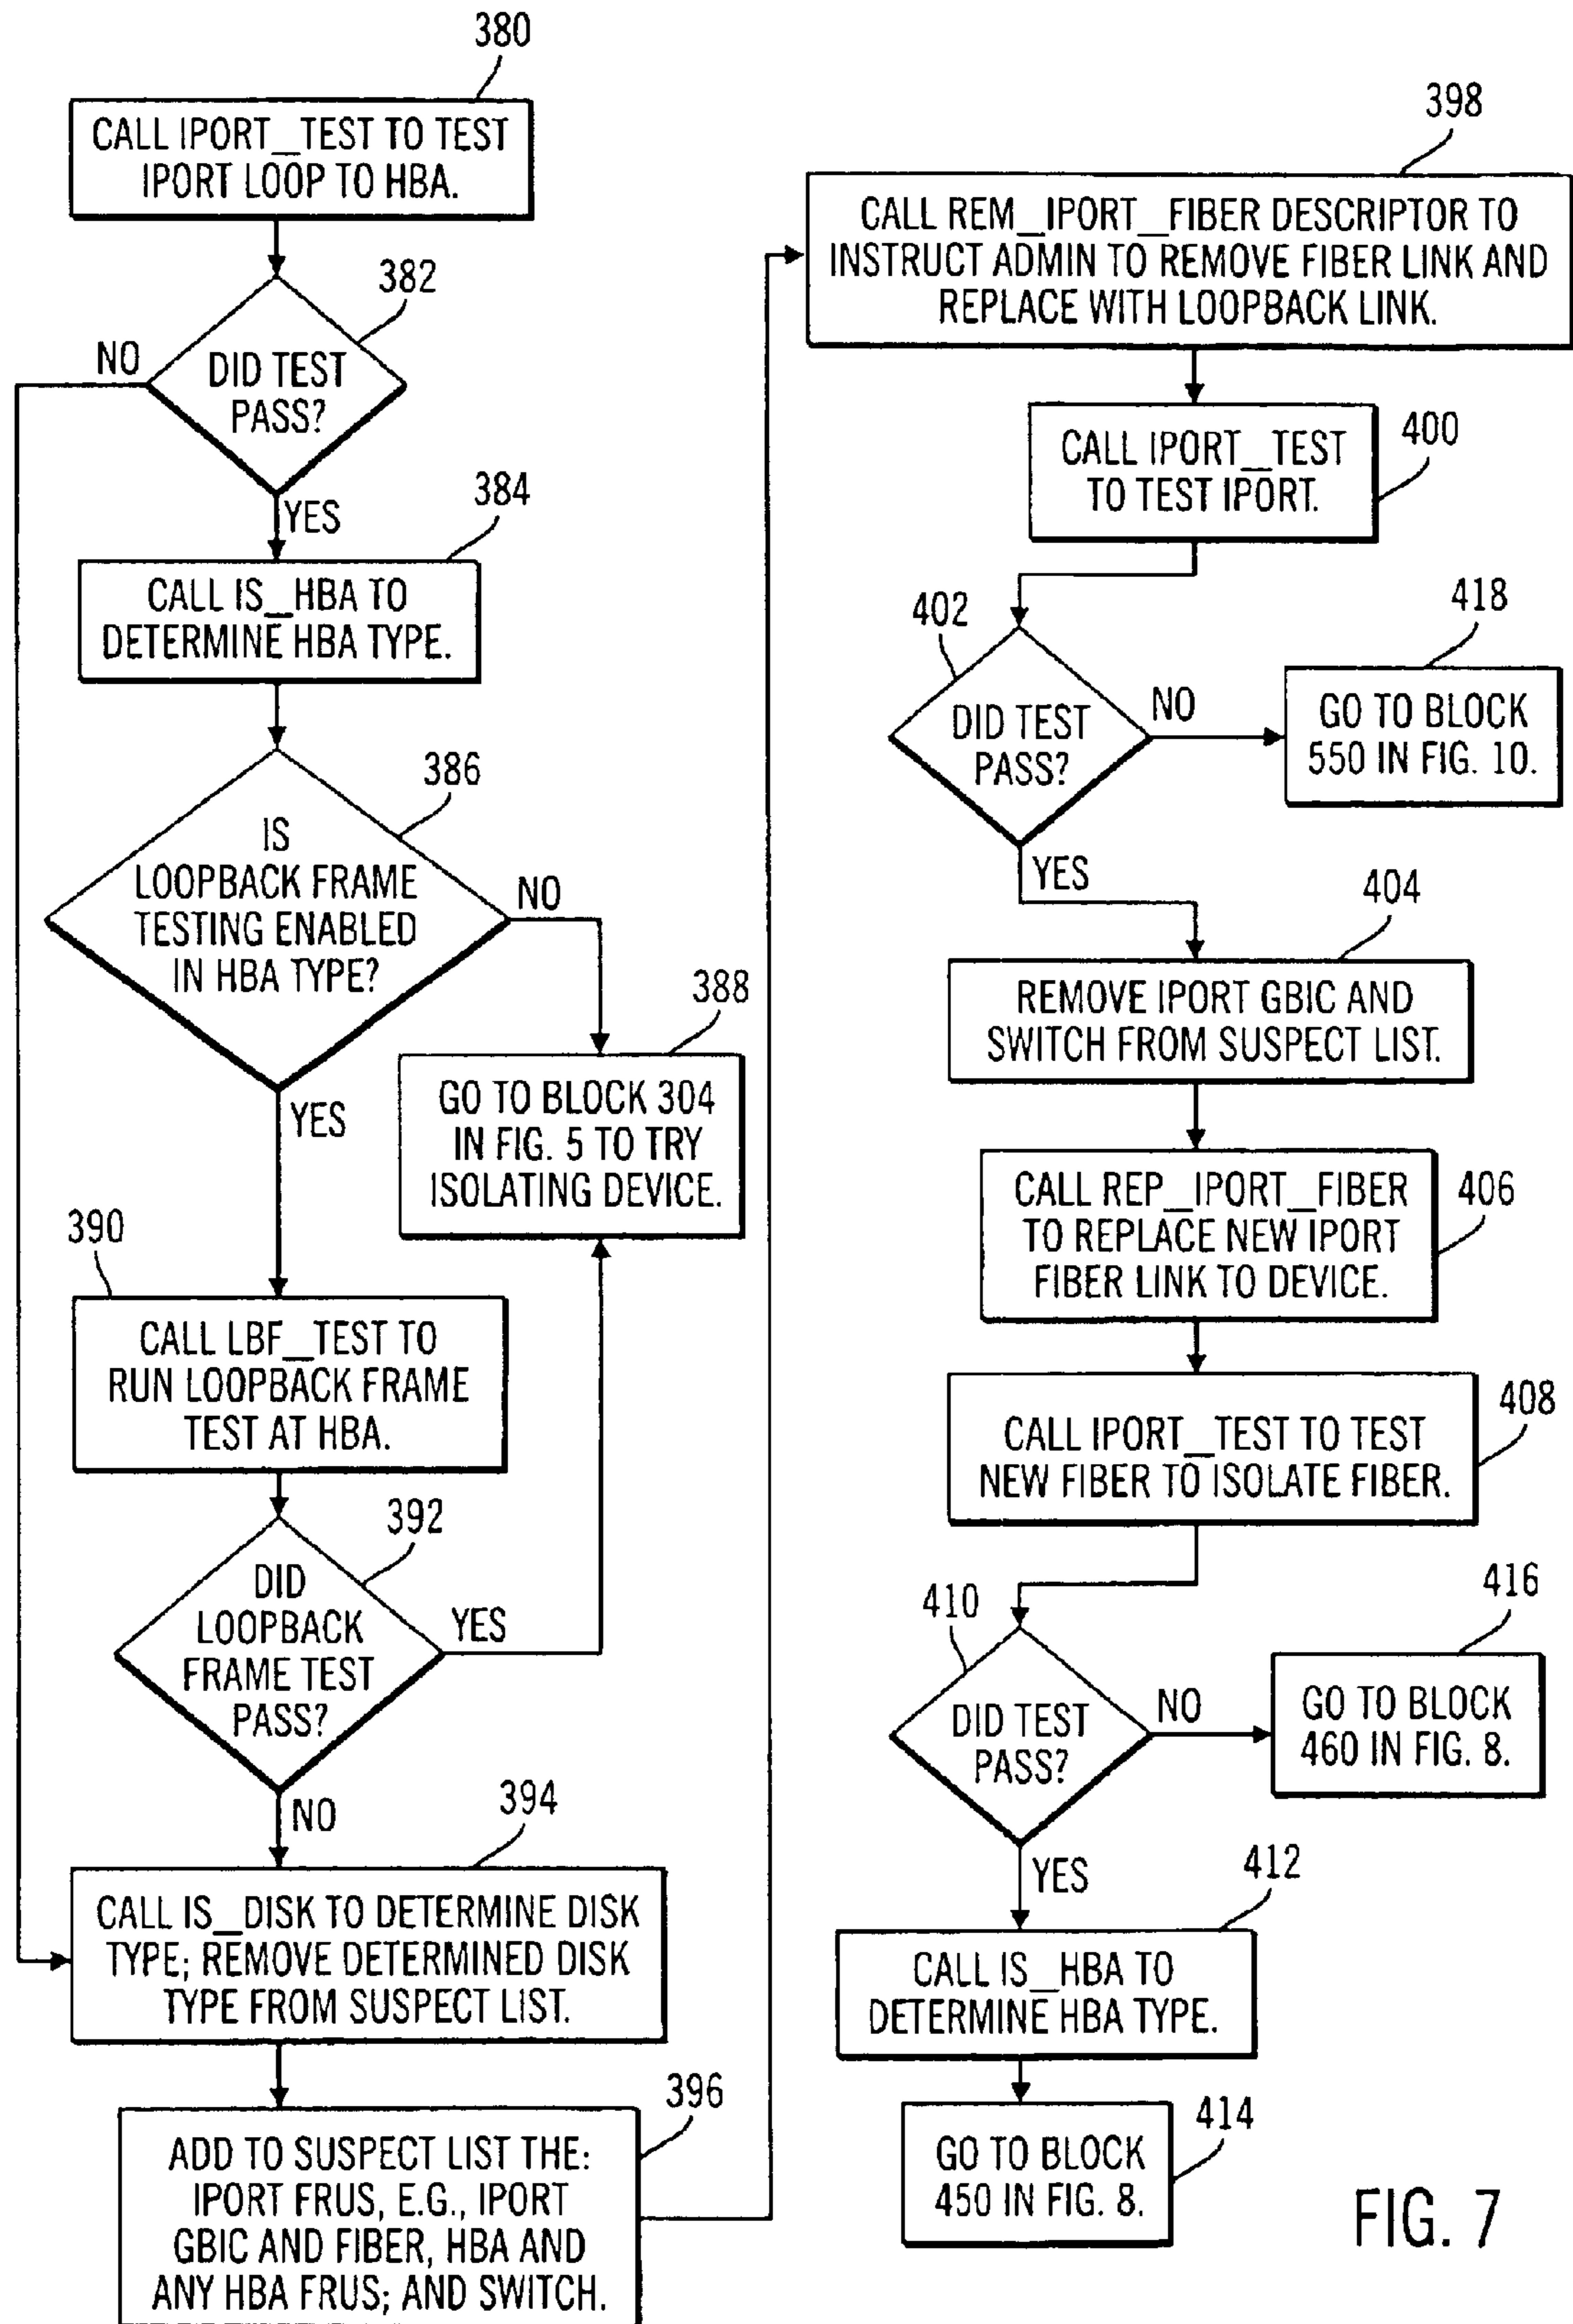 380
CALL IPORT_TEST TO TEST
IPORT LOOP TO HBA.
382
NO
DID TEST
PASS?
YES
384
CALL IS_HBA TO
DETERMINE HBA TYPE.
386
IS
LOOPBACK FRAME
TESTING ENABLED
IN HBA TYPE?
NO
YES
388
GO TO BLOCK 304
IN FIG. 5 TO TRY
ISOLATING DEVICE.
390
CALL LBF_TEST TO
RUN LOOPBACK FRAME
TEST AT HBA.
392
DID
LOOPBACK
FRAME TEST
PASS?
YES
NO
394
CALL IS_DISK TO DETERMINE DISK
TYPE; REMOVE DETERMINED DISK
TYPE FROM SUSPECT LIST.
396
ADD TO SUSPECT LIST THE:
IPORT FRUS, E.G., IPORT
GBIC AND FIBER, HBA AND
ANY HBA FRUS; AND SWITCH.
398
CALL REM_IPORT_FIBER DESCRIPTOR TO
INSTRUCT ADMIN TO REMOVE FIBER LINK AND
REPLACE WITH LOOPBACK LINK.
400
CALL IPORT_TEST
TO TEST IPORT.
402
DID TEST
PASS?
NO
418
GO TO BLOCK
550 IN FIG. 10.
YES
404
REMOVE IPORT GBIC AND
SWITCH FROM SUSPECT LIST.
406
CALL REP_IPORT_FIBER
TO REPLACE NEW IPORT
FIBER LINK TO DEVICE.
408
CALL IPORT_TEST TO TEST
NEW FIBER TO ISOLATE FIBER.
410
DID TEST
PASS?
NO
416
GO TO BLOCK
460 IN FIG. 8.
YES
412
CALL IS_HBA TO
DETERMINE HBA TYPE.
414
GO TO BLOCK
450 IN FIG. 8.
FIG. 7